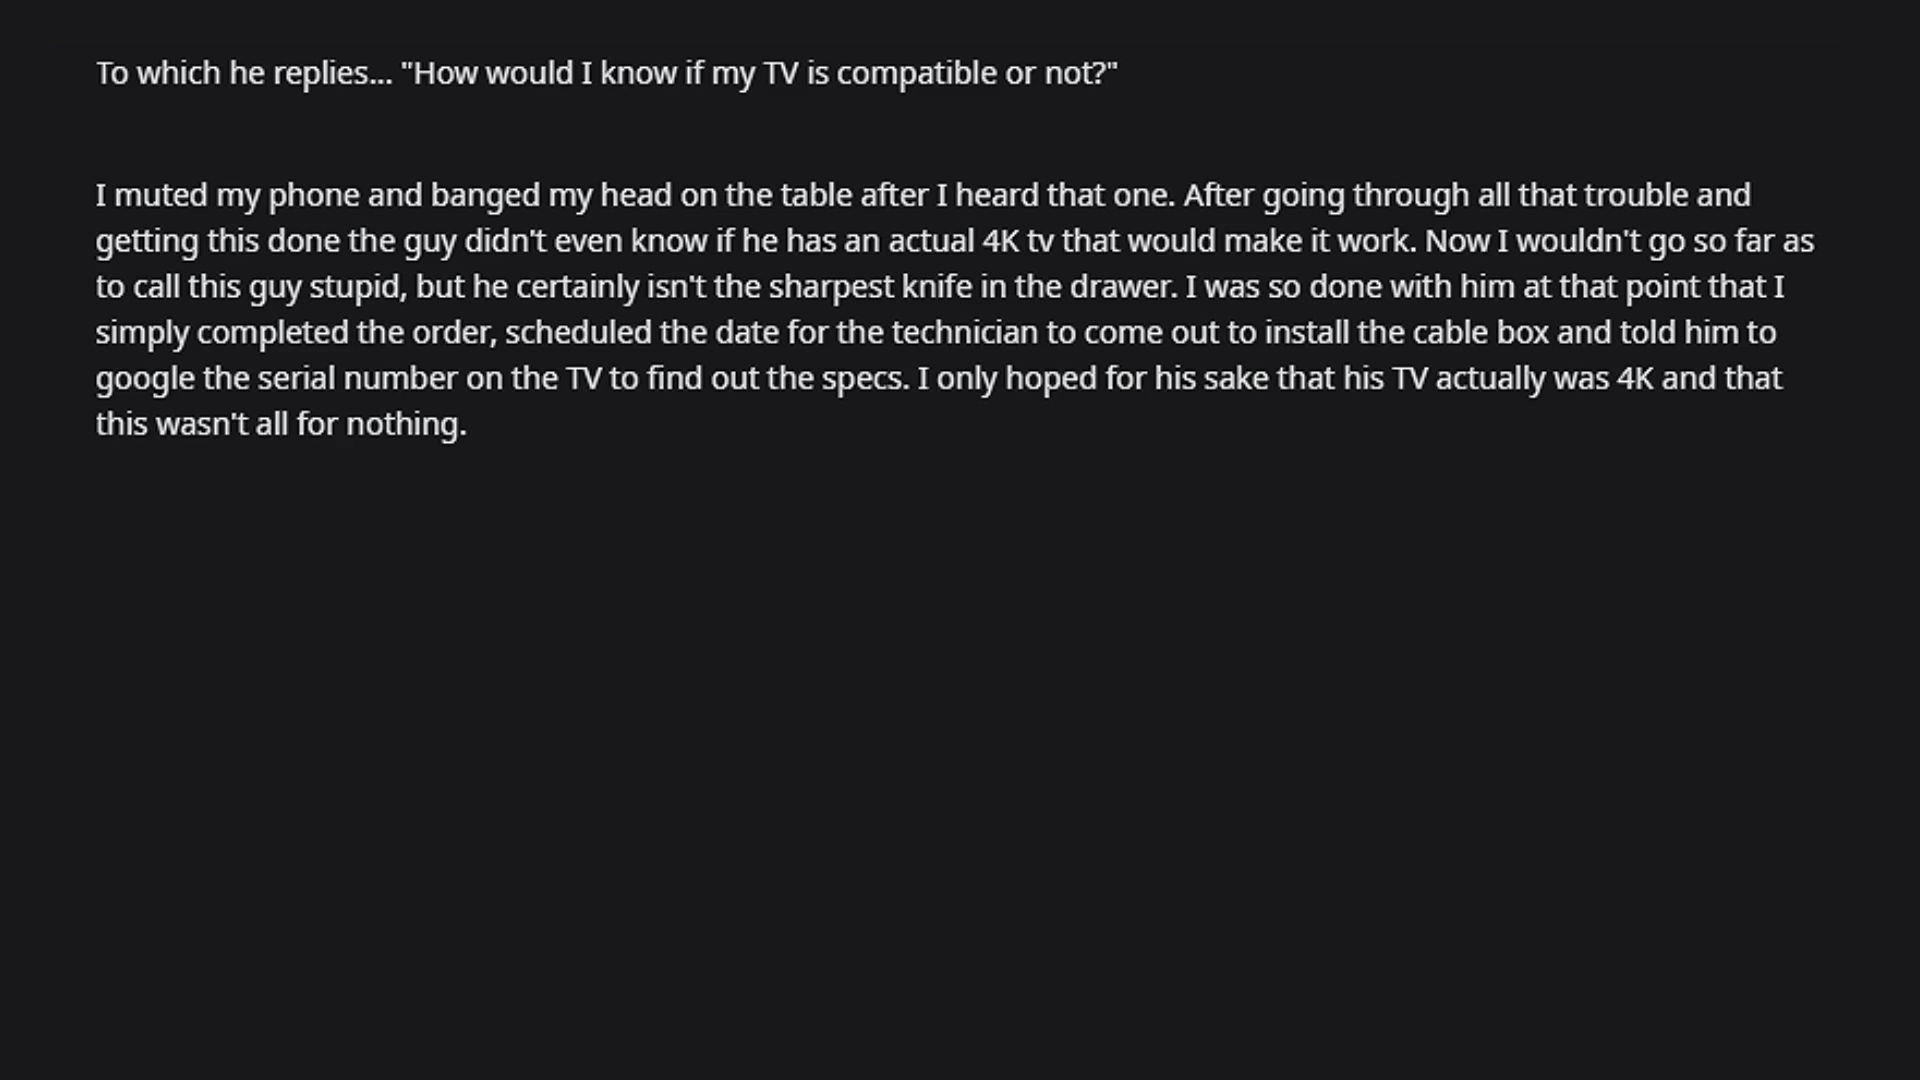 To which he replies... "How would I know if my TV is compatible or not?"
I muted my phone and banged my head on the table after I heard that one. After going through all that trouble and
getting this done the guy didn't even know if he has an actual 4K tv that would make it work. Now I wouldn't go so far as
to call this guy stupid, but he certainly isn't the sharpest knife in the drawer. I was so done with him at that point that I
simply completed the order, scheduled the date for the technician to come out to install the cable box and told him to
google the serial number on the TV to find out the specs. I only hoped for his sake that his TV actually was 4K and that
this wasn't all for nothing.